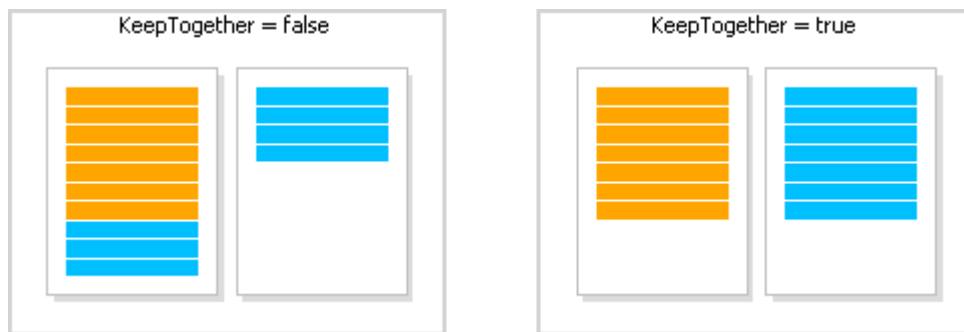 KeepTogether = false
KeepTogether = true